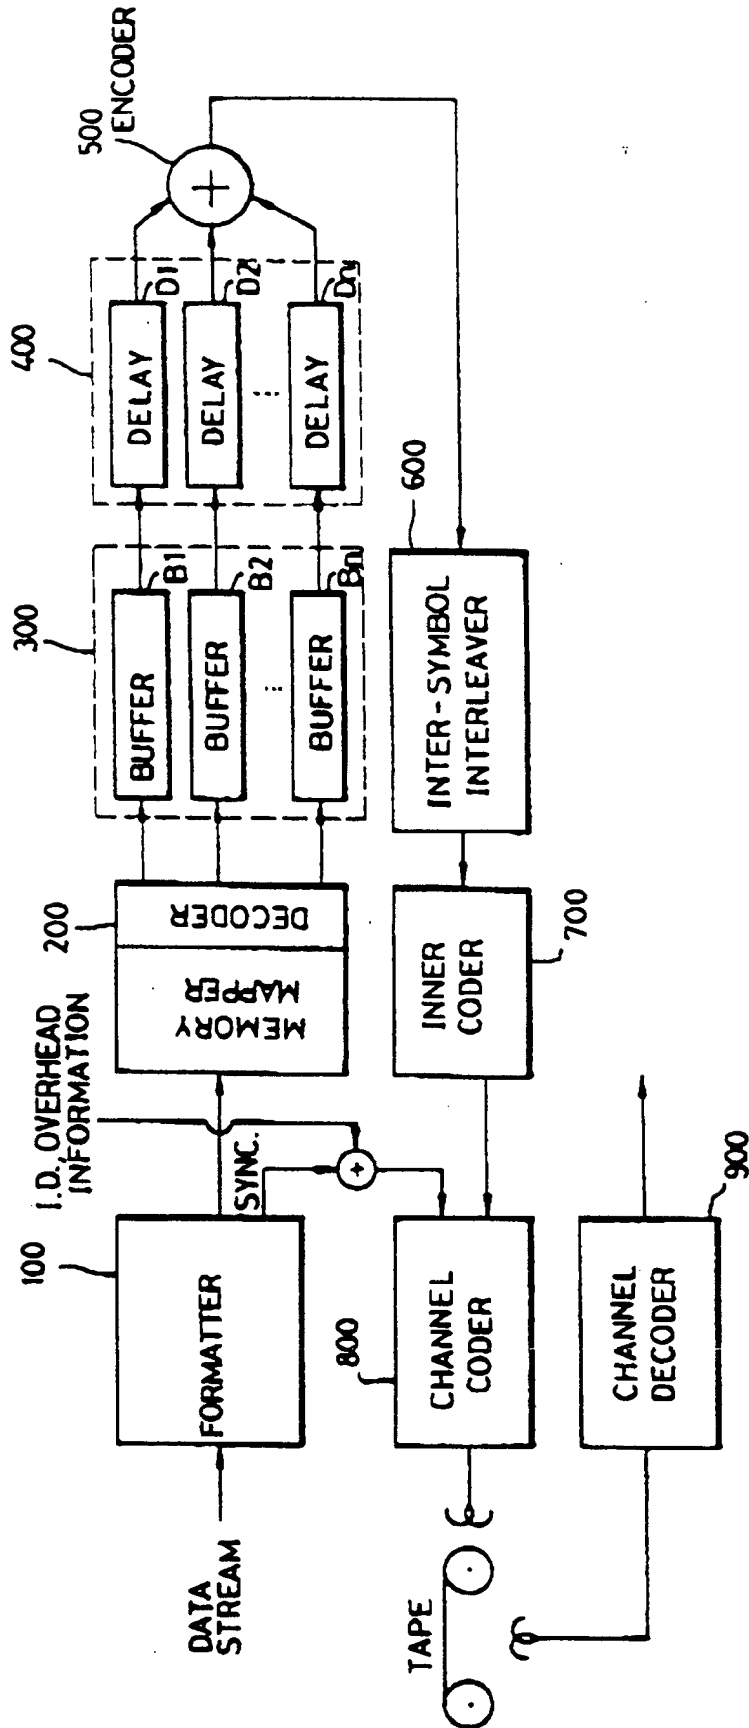 DATA
STREAM
100
FORMATTER
SYNC.
I.D., OVERHEAD
INFORMATION
200
MEMORY
MAPPER
DECODER
300
BUFFER
B1
BUFFER
B2
...
BUFFER
Bn
400
DELAY
D1
DELAY
D2
...
DELAY
Dn
500
ENCODER
+
600
INTER-SYMBOL
INTERLEAVER
700
INNER
CODER
+
800
CHANNEL
CODER
TAPE
900
CHANNEL
DECODER